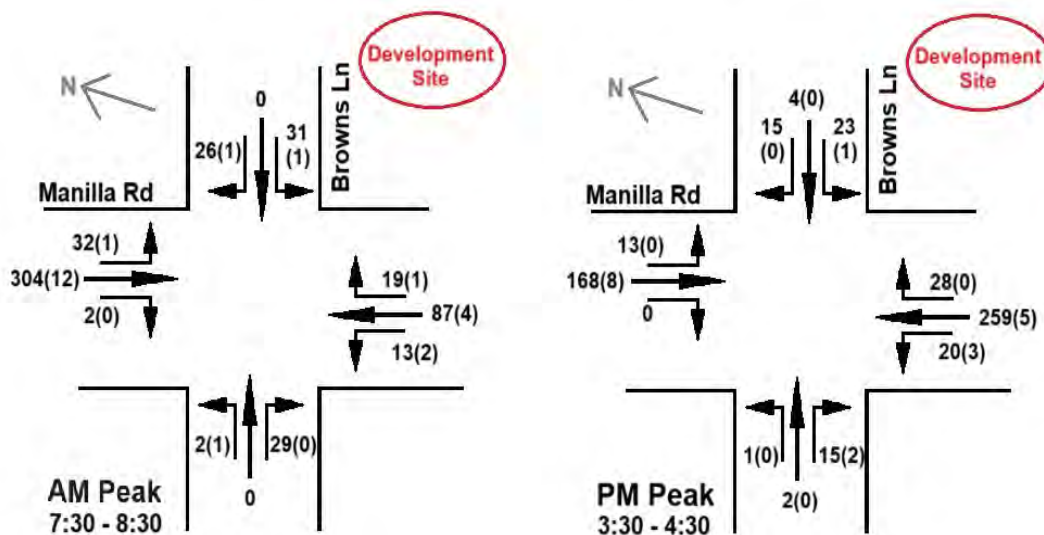 Development
Site
N
0
26(1)
31
(1)
Browns Ln
Manilla Rd
32(1)
304(12)
2(0)
19(1)
87(4)
13(2)
2(1)
29(0)
0
AM Peak
7:30 - 8:30
Development
Site
N
4(0)
15
(0)
23
(1)
Browns Ln
Manilla Rd
13(0)
168(8)
0
28(0)
259(5)
20(3)
1(0)
15(2)
2(0)
PM Peak
3:30 - 4:30